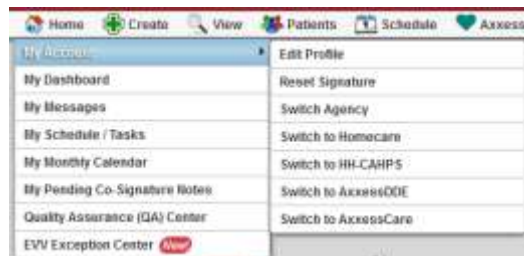 Home Create View Patients Schedule Axxess
My Account
My Dashboard
My Messages
My Schedule / Tasks
My Monthly Calendar
My Pending Co-Signature Notes
Quality Assurance (QA) Center
EVV Exception Center New!
Edit Profile
Reset Signature
Switch Agency
Switch to Homecare
Switch to HH-CAHPS
Switch to AxxessDDE
Switch to AxxessCare